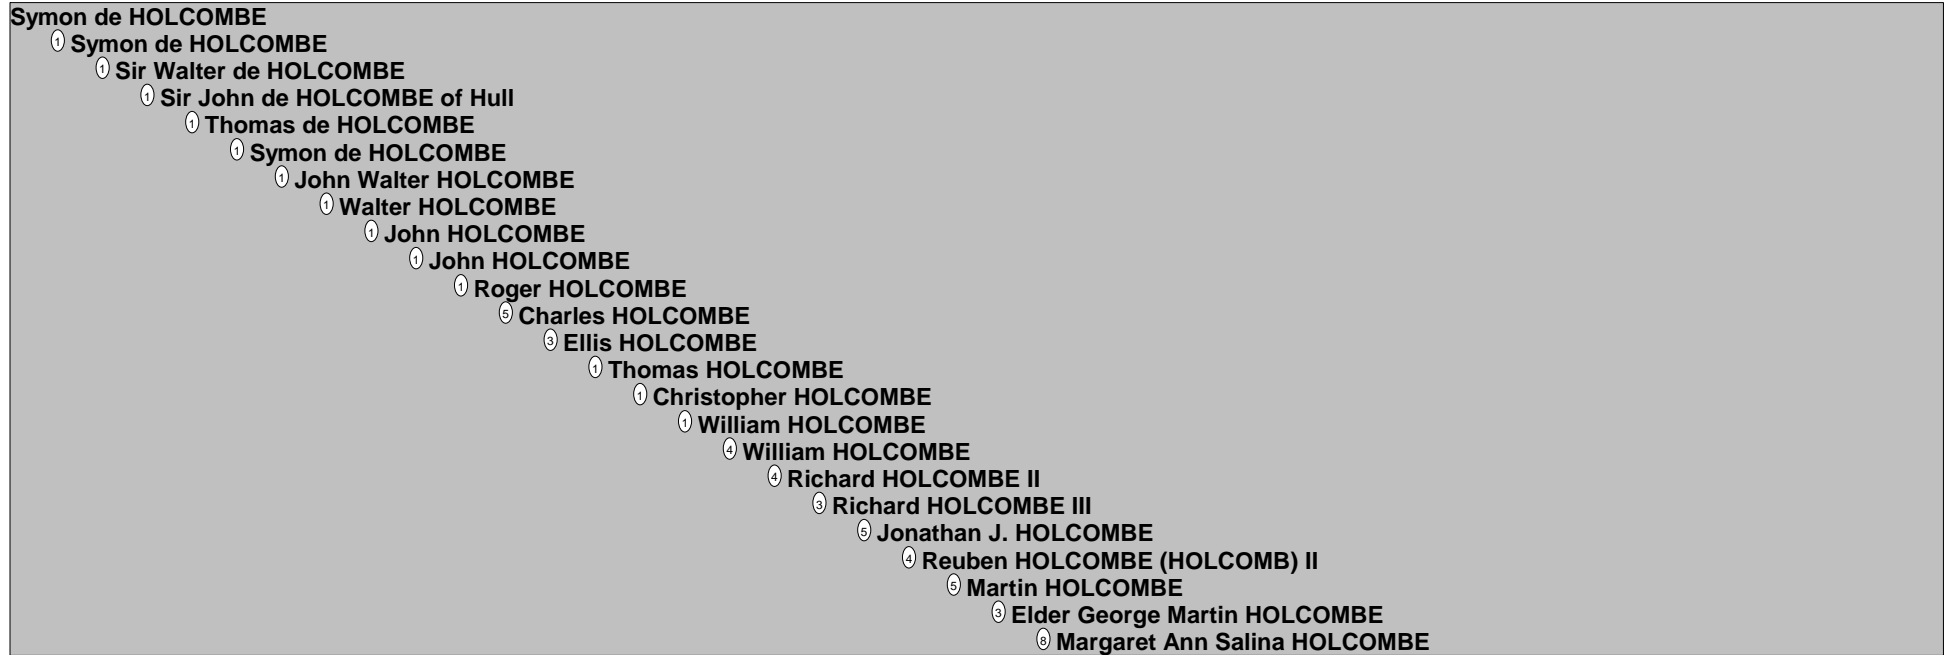 Symon de HOLCOMBE
1 Symon de HOLCOMBE
1 Sir Walter de HOLCOMBE
1 Sir John de HOLCOMBE of Hull
1 Thomas de HOLCOMBE
1 Symon de HOLCOMBE
1 John Walter HOLCOMBE
1 Walter HOLCOMBE
1 John HOLCOMBE
1 John HOLCOMBE
1 Roger HOLCOMBE
5 Charles HOLCOMBE
3 Ellis HOLCOMBE
1 Thomas HOLCOMBE
1 Christopher HOLCOMBE
1 William HOLCOMBE
4 William HOLCOMBE
4 Richard HOLCOMBE II
3 Richard HOLCOMBE III
5 Jonathan J. HOLCOMBE
4 Reuben HOLCOMBE (HOLCOMB) II
5 Martin HOLCOMBE
3 Elder George Martin HOLCOMBE
8 Margaret Ann Salina HOLCOMBE